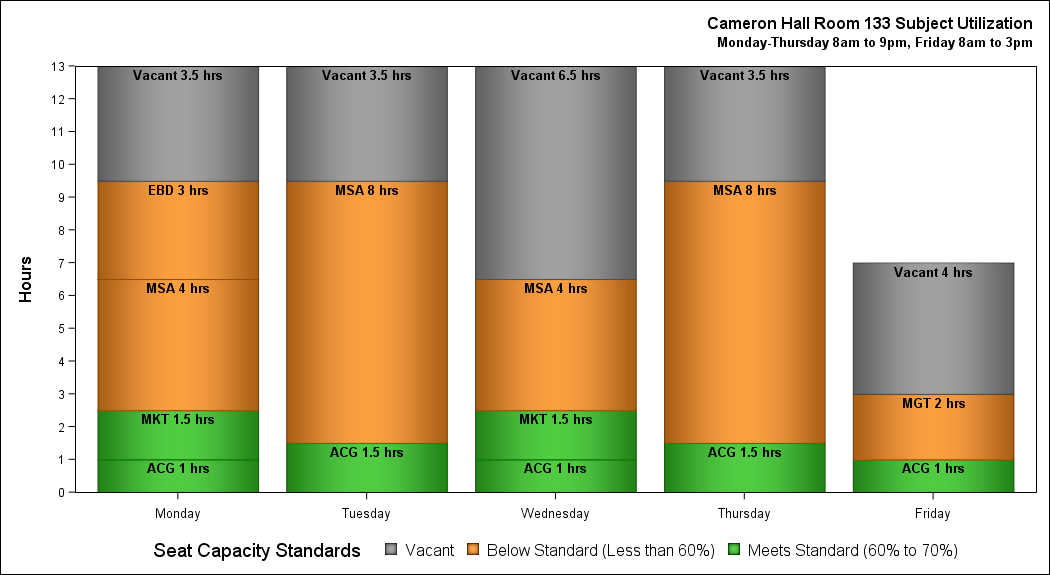 Cameron Hall Room 133 Subject Utilization
Monday-Thursday 8am to 9pm, Friday 8am to 3pm
Hours
13
12
11
10
9
8
7
6
5
4
3
2
1
0
Vacant 3.5 hrs
EBD 3 hrs
MSA 4 hrs
MKT 1.5 hrs
ACG 1 hrs
Vacant 3.5 hrs
MSA 8 hrs
ACG 1.5 hrs
Vacant 6.5 hrs
MSA 4 hrs
MKT 1.5 hrs
ACG 1 hrs
Vacant 3.5 hrs
MSA 8 hrs
ACG 1.5 hrs
Vacant 4 hrs
MGT 2 hrs
ACG 1 hrs
Monday Tuesday Wednesday Thursday Friday
Seat Capacity Standards Vacant Below Standard (Less than 60%) Meets Standard (60% to 70%)